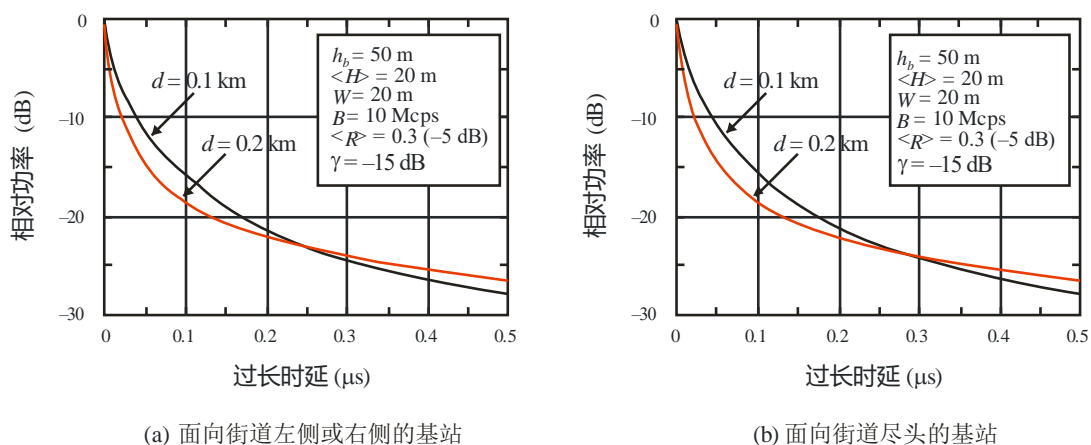 0
−10
−20
−30
相对功率 (dB)
0
0.1
0.2
0.3
0.4
0.5
过长时延 (μs)
d = 0.1 km
d = 0.2 km
h_b = 50 m
<H> = 20 m
W = 20 m
B = 10 Mcps
<R> = 0.3 (−5 dB)
γ = −15 dB
(a) 面向街道左侧或右侧的基站
0
−10
−20
−30
相对功率 (dB)
0
0.1
0.2
0.3
0.4
0.5
过长时延 (μs)
d = 0.1 km
d = 0.2 km
h_b = 50 m
<H> = 20 m
W = 20 m
B = 10 Mcps
<R> = 0.3 (−5 dB)
γ = −15 dB
(b) 面向街道尽头的基站